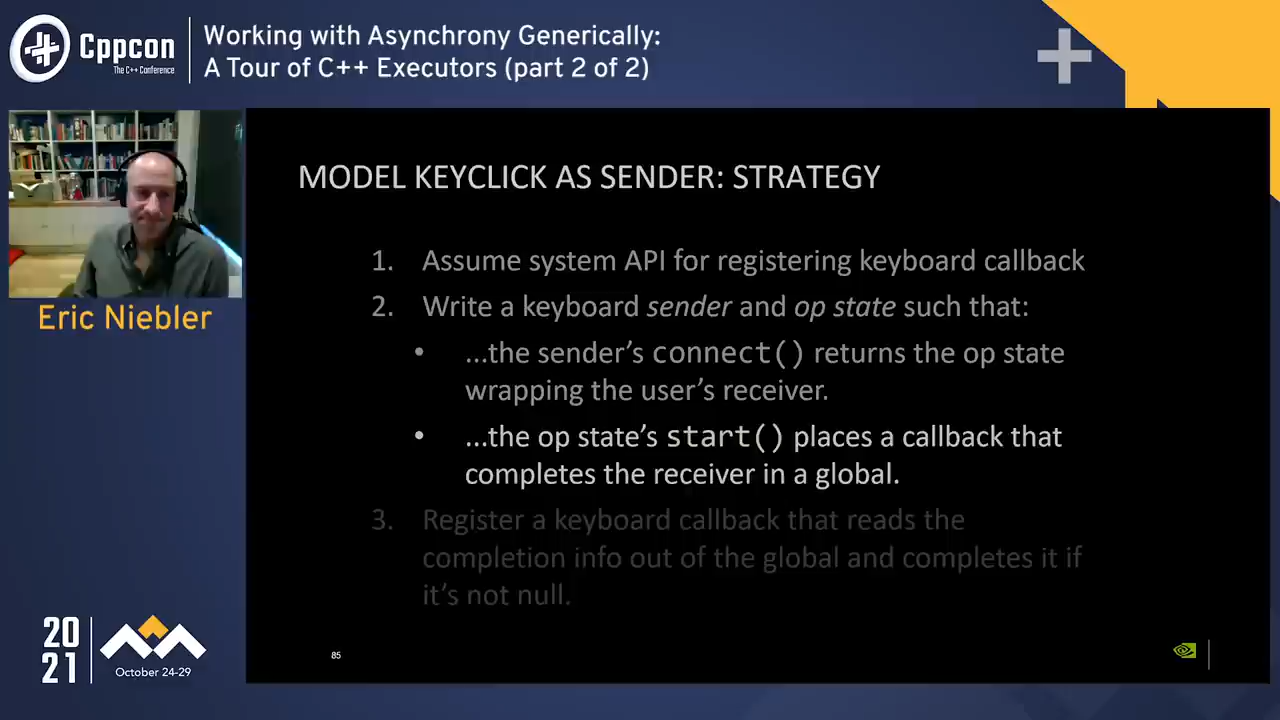 Cppcon
The C++ Conference
Working with Asynchrony Generically:
A Tour of C++ Executors (part 2 of 2)
Eric Niebler
MODEL KEYCLICK AS SENDER: STRATEGY
1. Assume system API for registering keyboard callback
2. Write a keyboard sender and op state such that:
• ...the sender’s connect() returns the op state
wrapping the user’s receiver.
• ...the op state’s start() places a callback that
completes the receiver in a global.
3. Register a keyboard callback that reads the
completion info out of the global and completes it if
it’s not null.
85
20
21
October 24-29